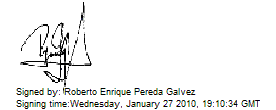 Signed by: Roberto Enrique Pereda Galvez
Signing time:Wednesday, January 27 2010, 19:10:34 GMT